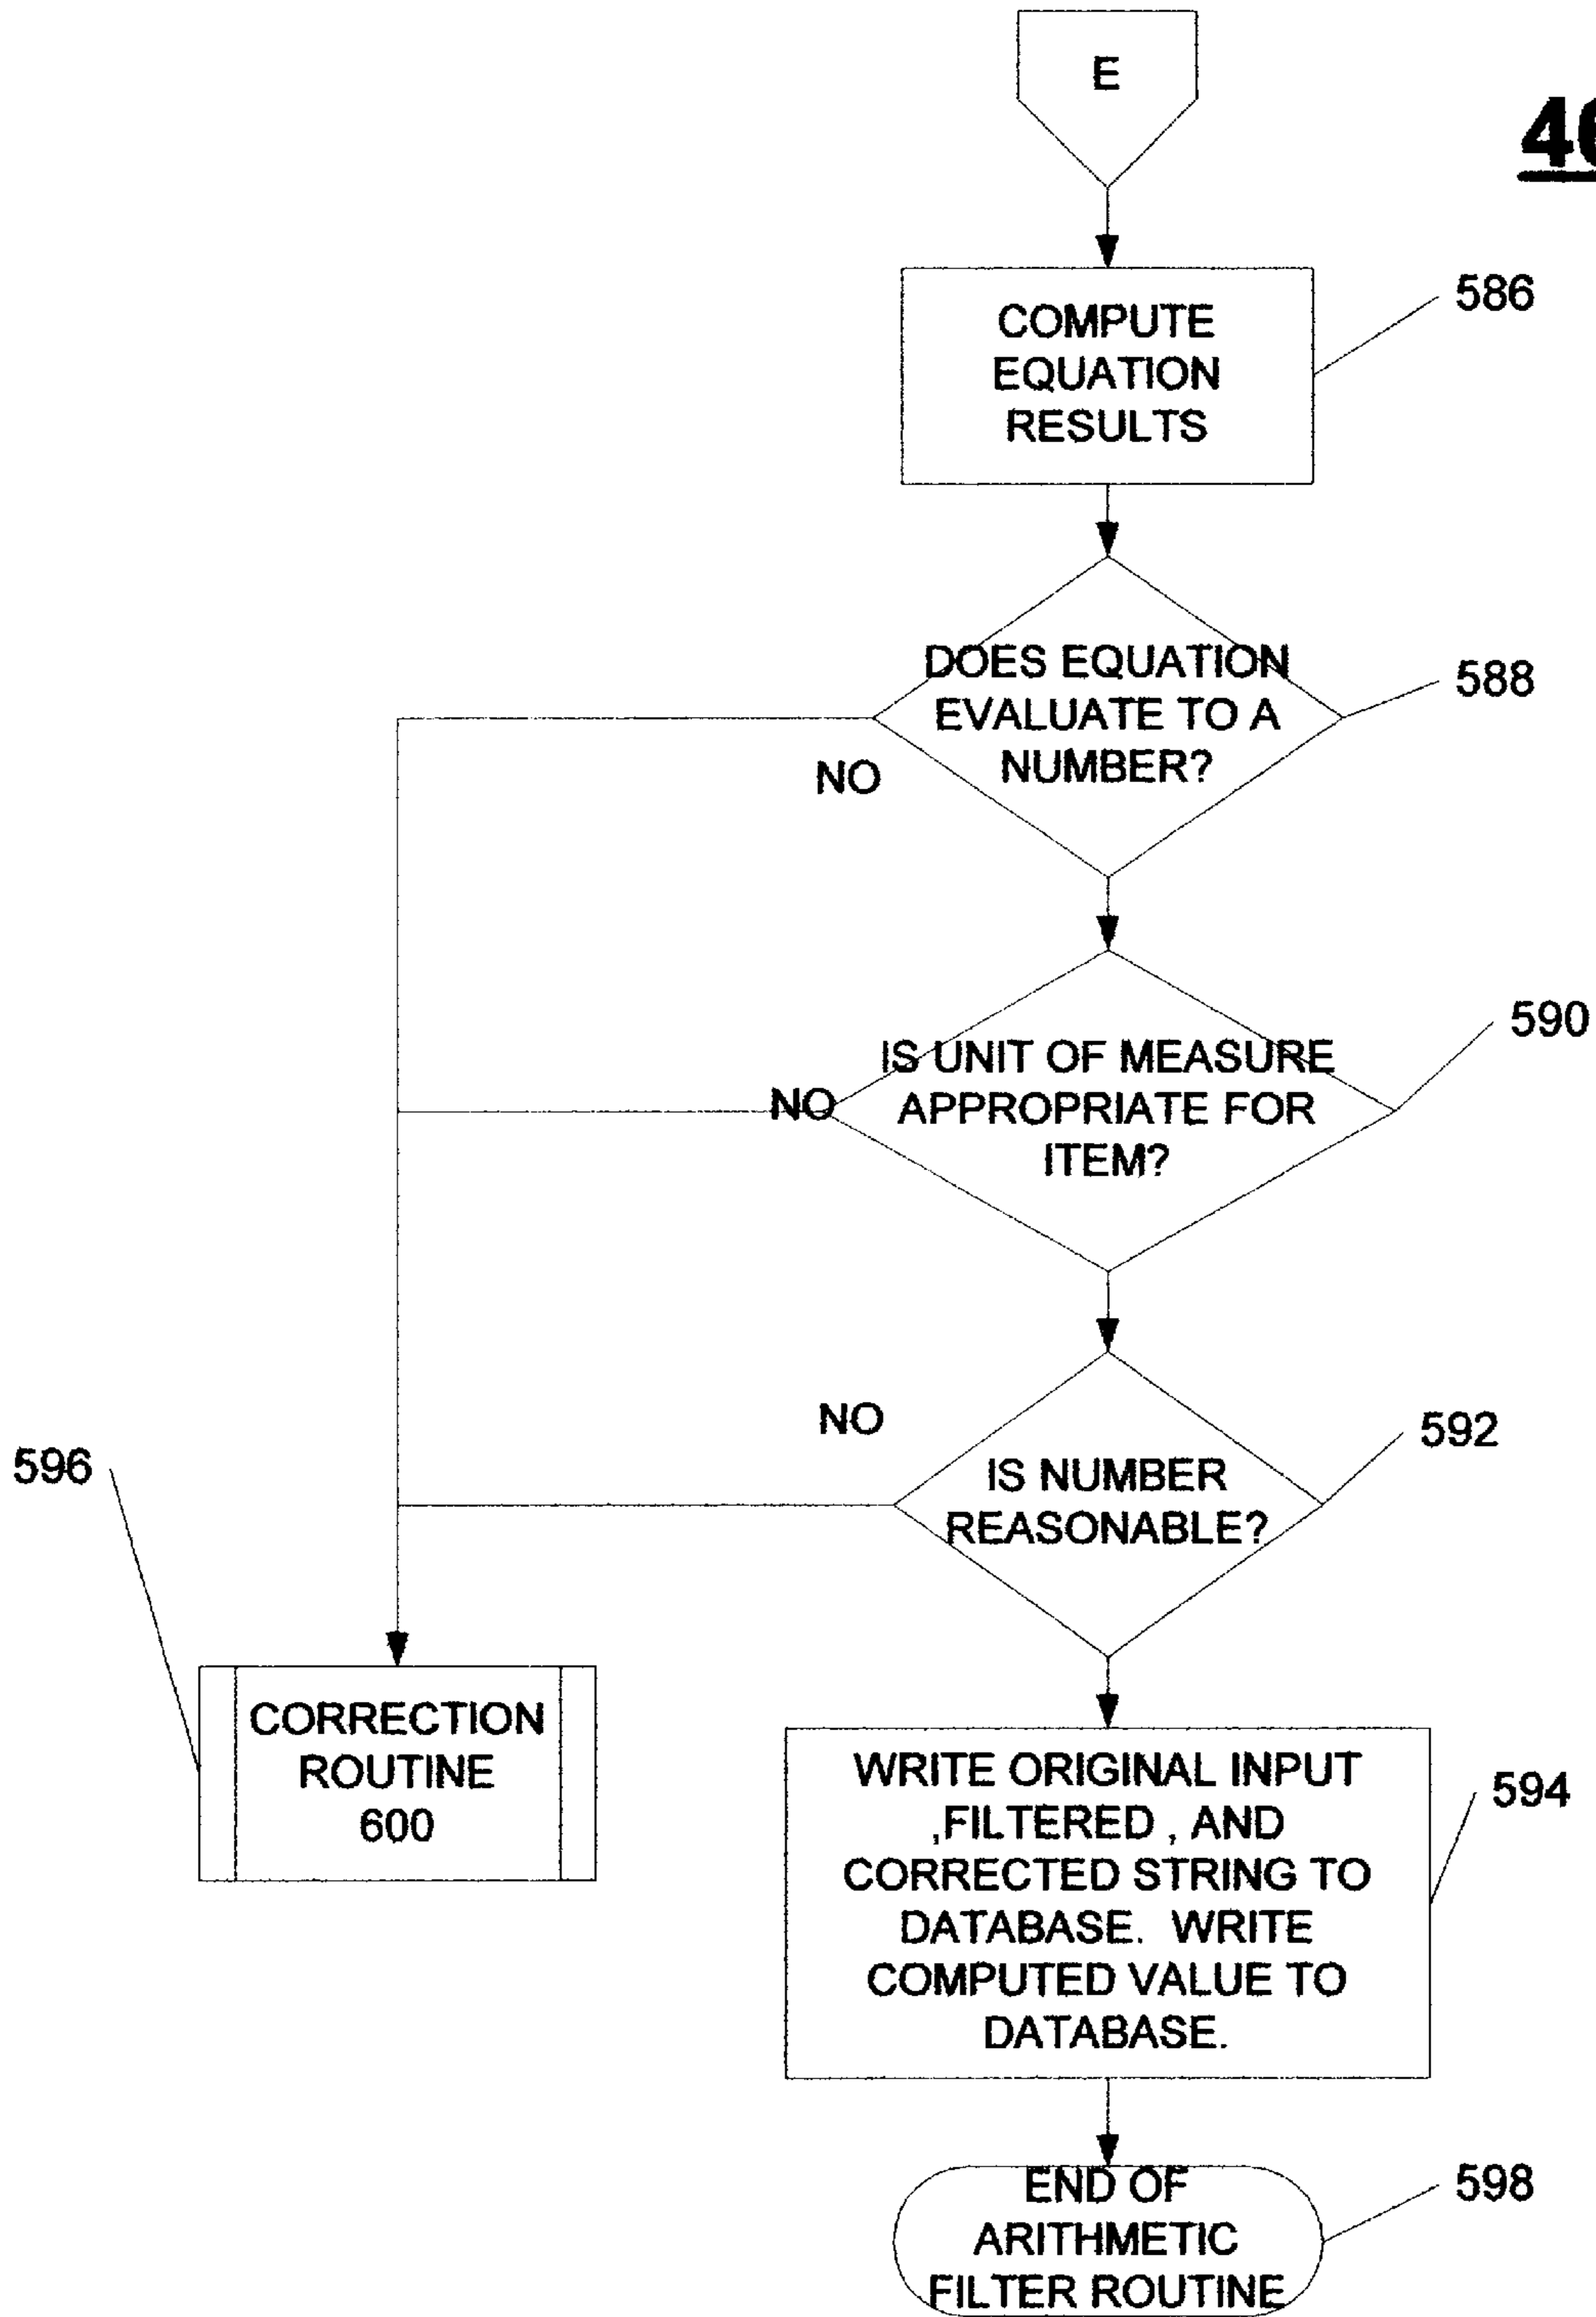 E
COMPUTE
EQUATION
RESULTS
586
DOES EQUATION
EVALUATE TO A
NUMBER?
588
NO
IS UNIT OF MEASURE
APPROPRIATE FOR
ITEM?
590
NO
NO
IS NUMBER
REASONABLE?
592
596
CORRECTION
ROUTINE
600
WRITE ORIGINAL INPUT
,FILTERED , AND
CORRECTED STRING TO
DATABASE. WRITE
COMPUTED VALUE TO
DATABASE.
594
END OF
ARITHMETIC
FILTER ROUTINE
598